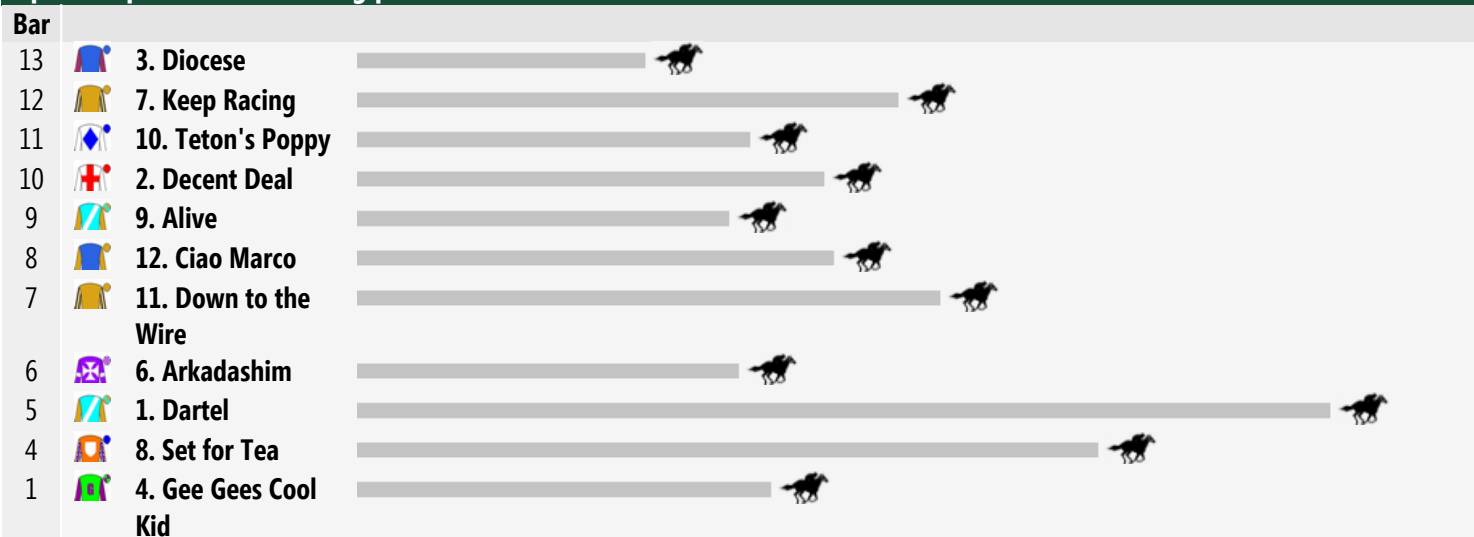 Bar
13 3. Diocese
12 7. Keep Racing
11 10. Teton's Poppy
10 2. Decent Deal
9 9. Alive
8 12. Ciao Marco
7 11. Down to the
Wire
6 6. Arkadashim
5 1. Dartel
4 8. Set for Tea
1 G 4. Gee Gees Cool
Kid